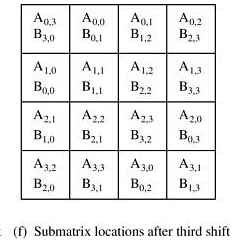 A0,3 A0,0 A0,1 A0,2
B3,0 B0,1 B1,2 B2,3
A1,0 A1,1 A1,2 A1,3
B0,0 B1,1 B2,2 B3,3
A2,1 A2,2 A2,3 A2,0
B1,0 B2,1 B3,2 B0,3
A3,2 A3,3 A3,0 A3,1
B2,0 B3,1 B0,2 B1,3
(f) Submatrix locations after third shift